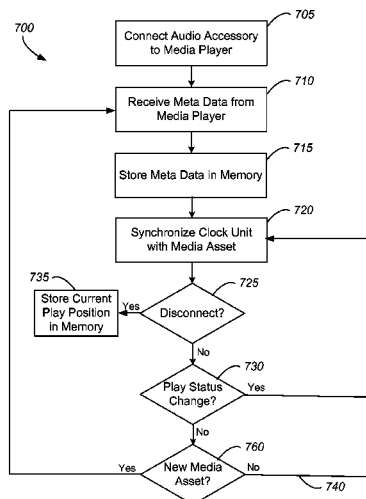 700
705
Connect Audio Accessory
to Media Player
710
Receive Meta Data from
Media Player
715
Store Meta Data in Memory
720
Synchronize Clock Unit
with Media Asset
725
Disconnect?
Yes
735
Store Current
Play Position
in Memory
No
730
Play Status
Change?
Yes
No
760
New Media
Asset?
Yes
No
740